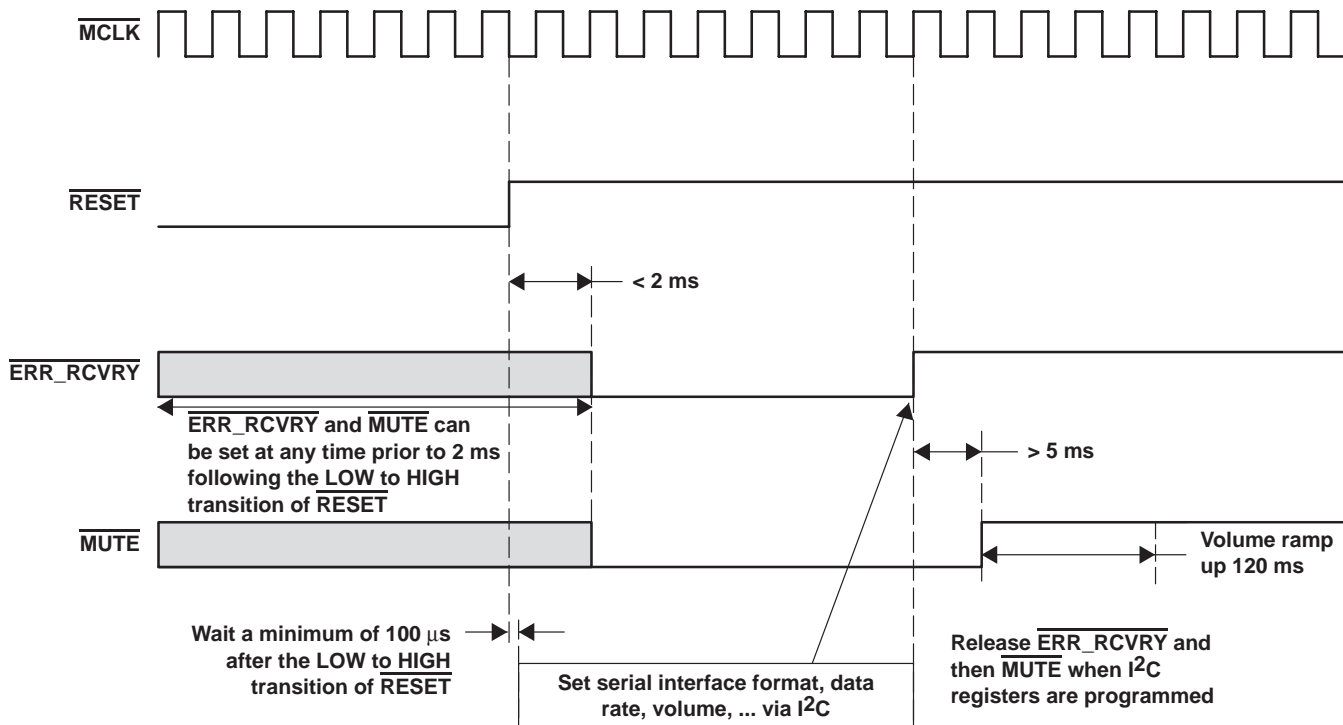 MCLK
RESET
< 2 ms
ERR_RCVRY
ERR_RCVRY and MUTE can
be set at any time prior to 2 ms
following the LOW to HIGH
transition of RESET
> 5 ms
MUTE
Volume ramp
up 120 ms
Wait a minimum of 100 μs
after the LOW to HIGH
transition of RESET
Set serial interface format, data
rate, volume, ... via I²C
Release ERR_RCVRY and
then MUTE when I²C
registers are programmed